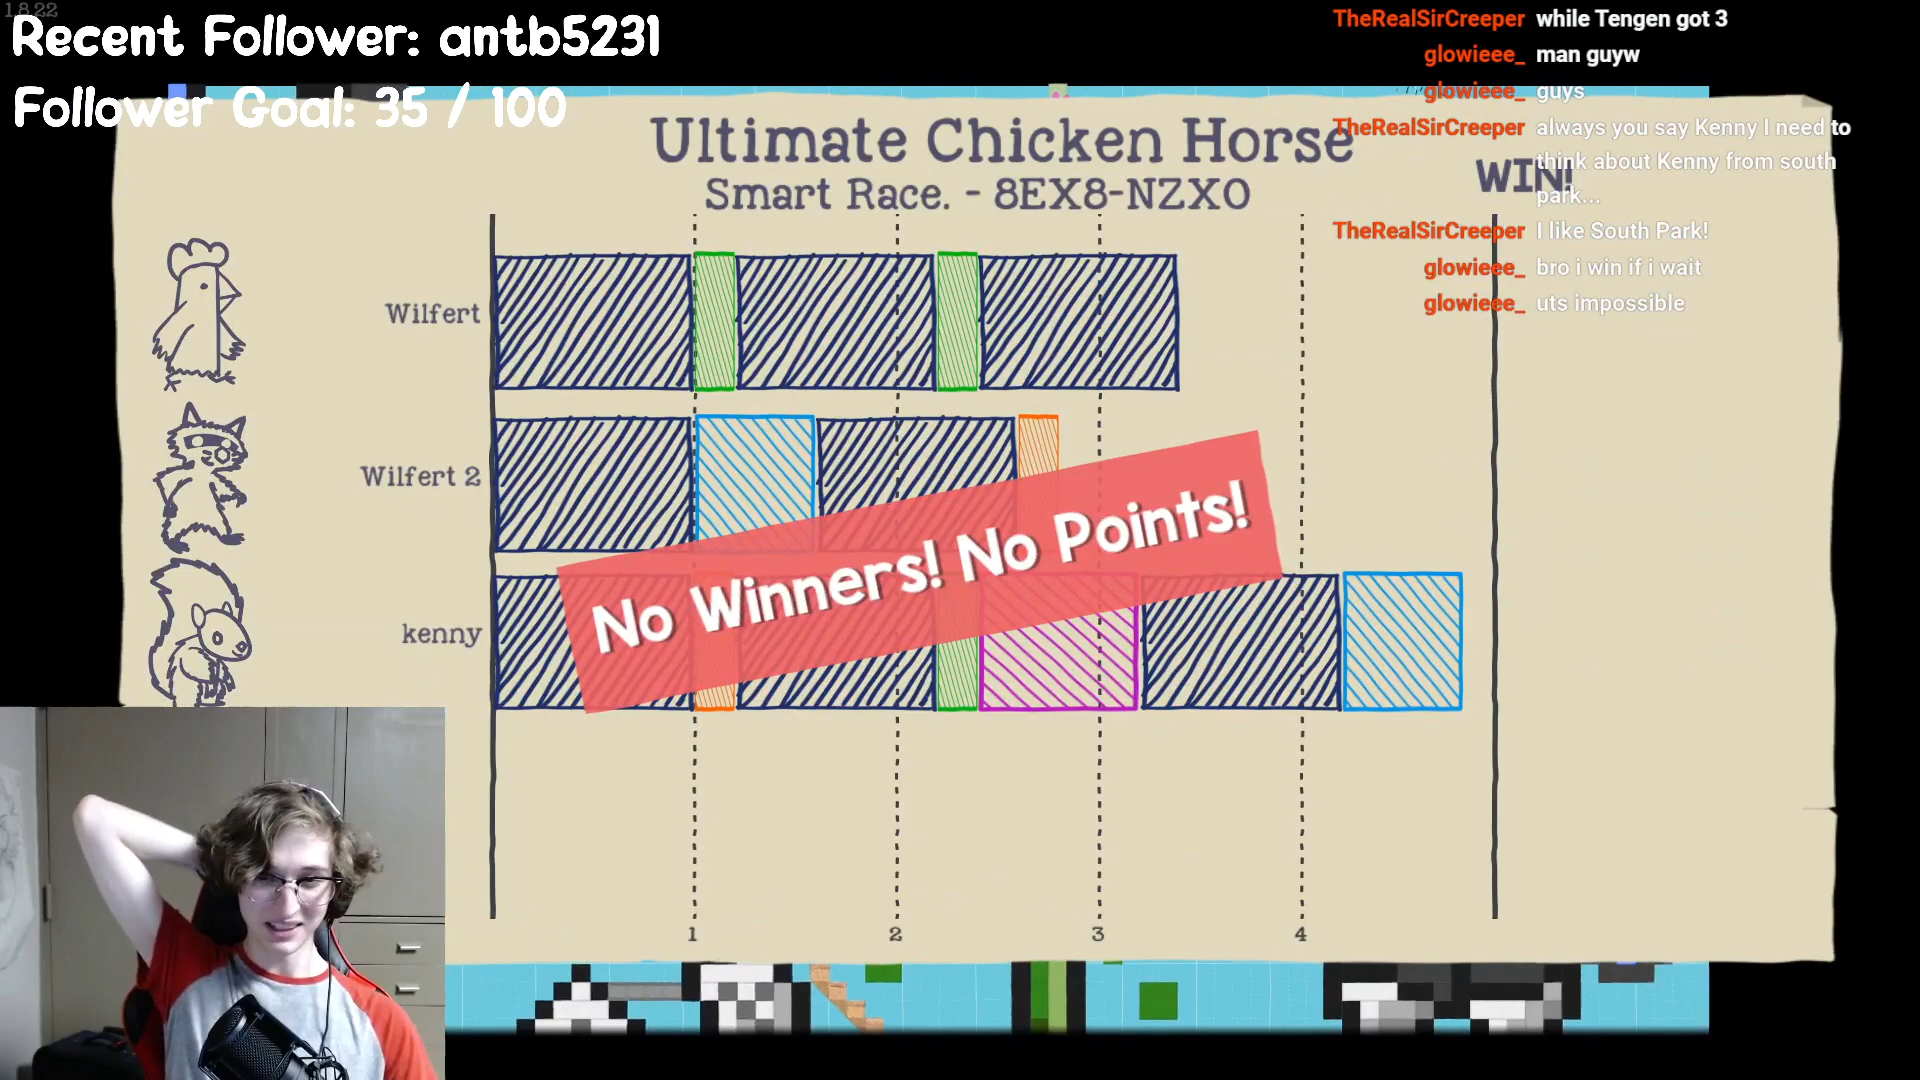 18.22
Recent Follower: antb5231
Follower Goal: 35 / 100
TheRealSirCreeper while Tengen got 3
glowieee_ man guyw
glowieee_ guys
TheRealSirCreeper always you say Kenny I need to
think about Kenny from south
park...
TheRealSirCreeper I like South Park!
glowieee_ bro i win if i wait
glowieee_ uts impossible
Ultimate Chicken Horse
Smart Race. - 8EX8-NZXO
WIN!
Wilfert
Wilfert 2
kenny
No Winners! No Points!
1 2 3 4